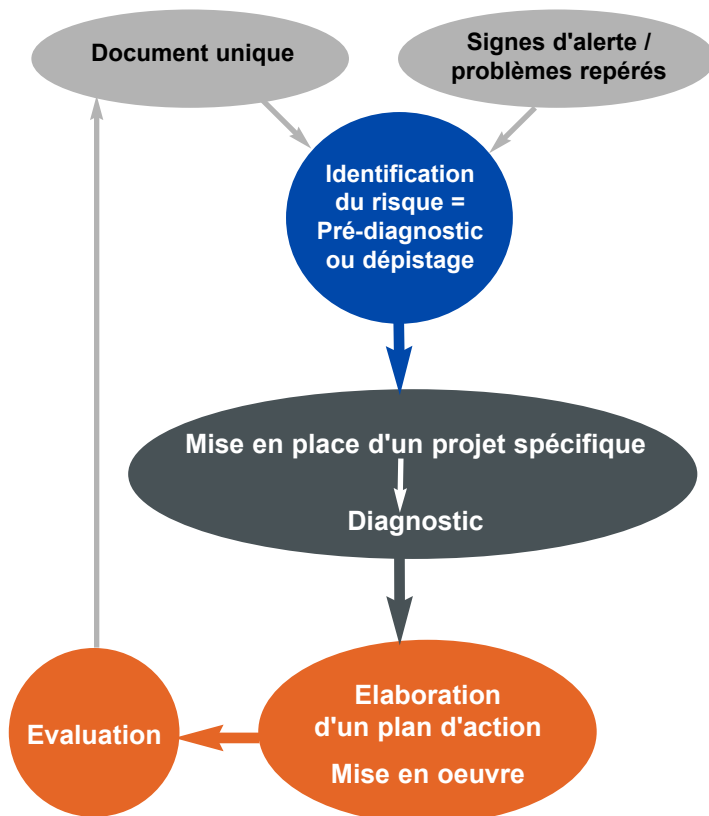 Document unique
Signes d'alerte /
problèmes repérés
Identification
du risque =
Pré-diagnostic
ou dépistage
Mise en place d'un projet spécifique
Diagnostic
Elaboration
d'un plan d'action
Mise en oeuvre
Evaluation